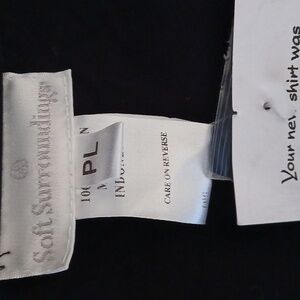 Soft Surroundings
PL
CARE ON REVERSE
Your new shirt was